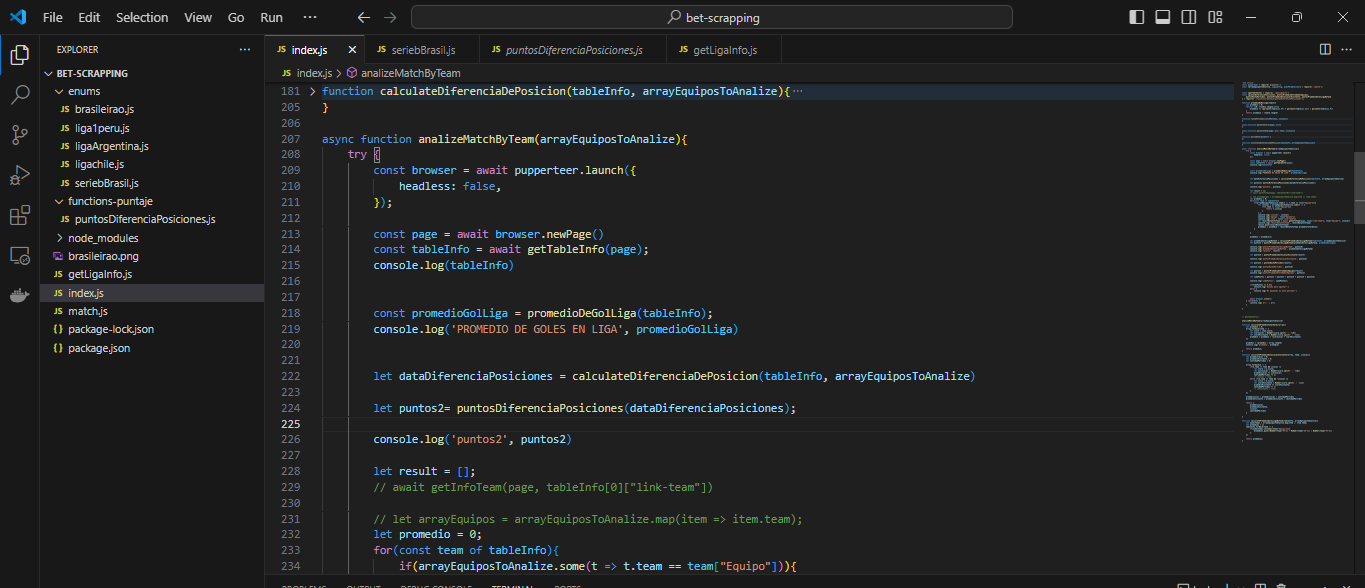 File Edit Selection View Go Run ··· bet-scrapping
EXPLORER ···
BET-SCRAPPING
enums
JS brasileirao.js
JS liga1peru.js
JS ligaArgentina.js
JS ligachile.js
JS seriebBrasil.js
functions-puntaje
JS puntosDiferenciaPosiciones.js
node_modules
brasileirao.png
JS getLigaInfo.js
JS index.js
JS match.js
{} package-lock.json
{} package.json
JS index.js JS seriebBrasil.js JS puntosDiferenciaPosiciones.js JS getLigaInfo.js
JS index.js > analizeMatchByTeam
181 > function calculateDiferenciaDePosicion(tableInfo, arrayEquiposToAnalize){···
205 }
206
207 async function analizeMatchByTeam(arrayEquiposToAnalize){
208 try {
209 const browser = await pupperteer.launch({
210 headless: false,
211 });
212
213 const page = await browser.newPage()
214 const tableInfo = await getTableInfo(page);
215 console.log(tableInfo)
216
217
218 const promedioGolLiga = promedioDeGolLiga(tableInfo);
219 console.log('PROMEDIO DE GOLES EN LIGA', promedioGolLiga)
220
221
222 let dataDiferenciaPosiciones = calculateDiferenciaDePosicion(tableInfo, arrayEquiposToAnalize)
223
224 let puntos2= puntosDiferenciaPosiciones(dataDiferenciaPosiciones);
225
226 console.log('puntos2', puntos2)
227
228 let result = [];
229 // await getInfoTeam(page, tableInfo[0]["link-team"])
230
231 // let arrayEquipos = arrayEquiposToAnalize.map(item => item.team);
232 let promedio = 0;
233 for(const team of tableInfo){
234 if(arrayEquiposToAnalize.some(t => t.team == team["Equipo"])){